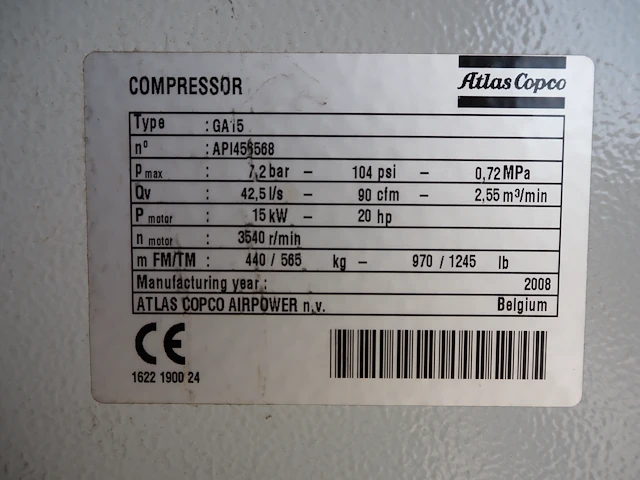 COMPRESSOR
Atlas Copco
Type : GA15
n° : API456568
p max : 7,2 bar – 104 psi – 0,72 MPa
Qv : 42,5 l/s – 90 cfm – 2,55 m³/min
P motor : 15 kW – 20 hp
n motor : 3540 r/min
m FM/TM : 440 / 565 kg – 970 / 1245 lb
Manufacturing year : 2008
ATLAS COPCO AIRPOWER n.v. Belgium
CE
1622 1900 24